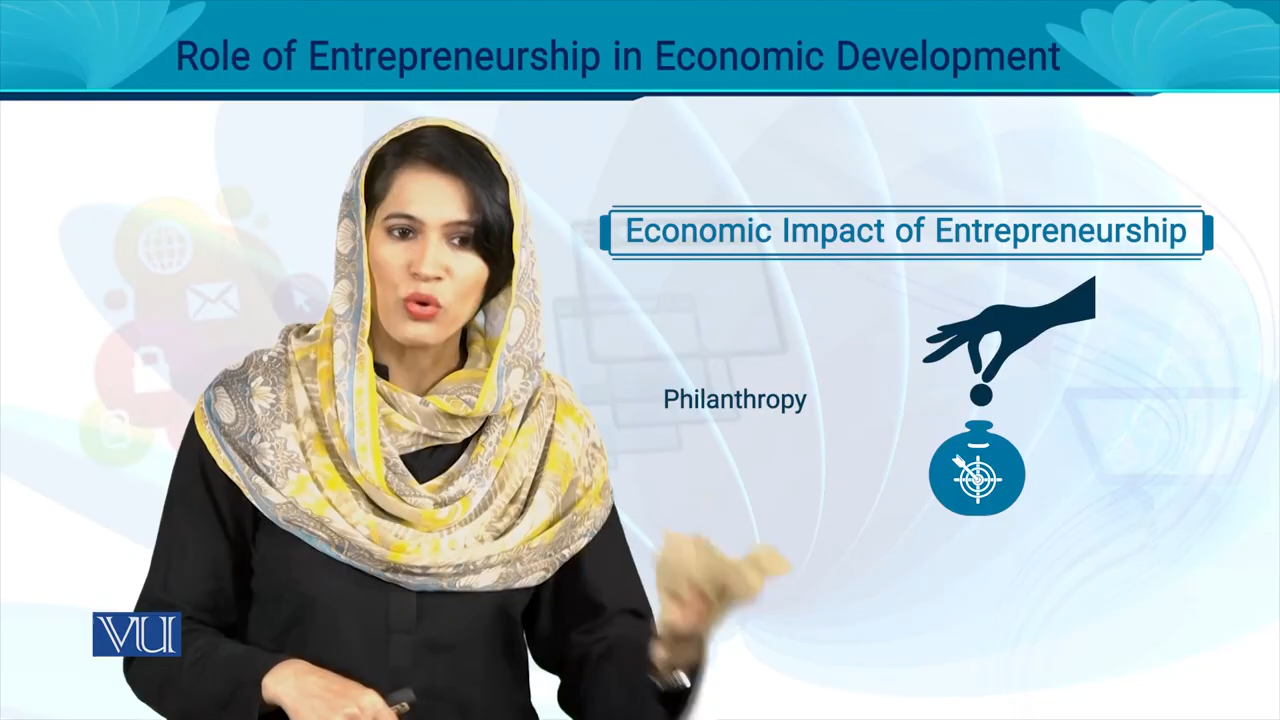 Role of Entrepreneurship in Economic Development
Economic Impact of Entrepreneurship
Philanthropy
VU